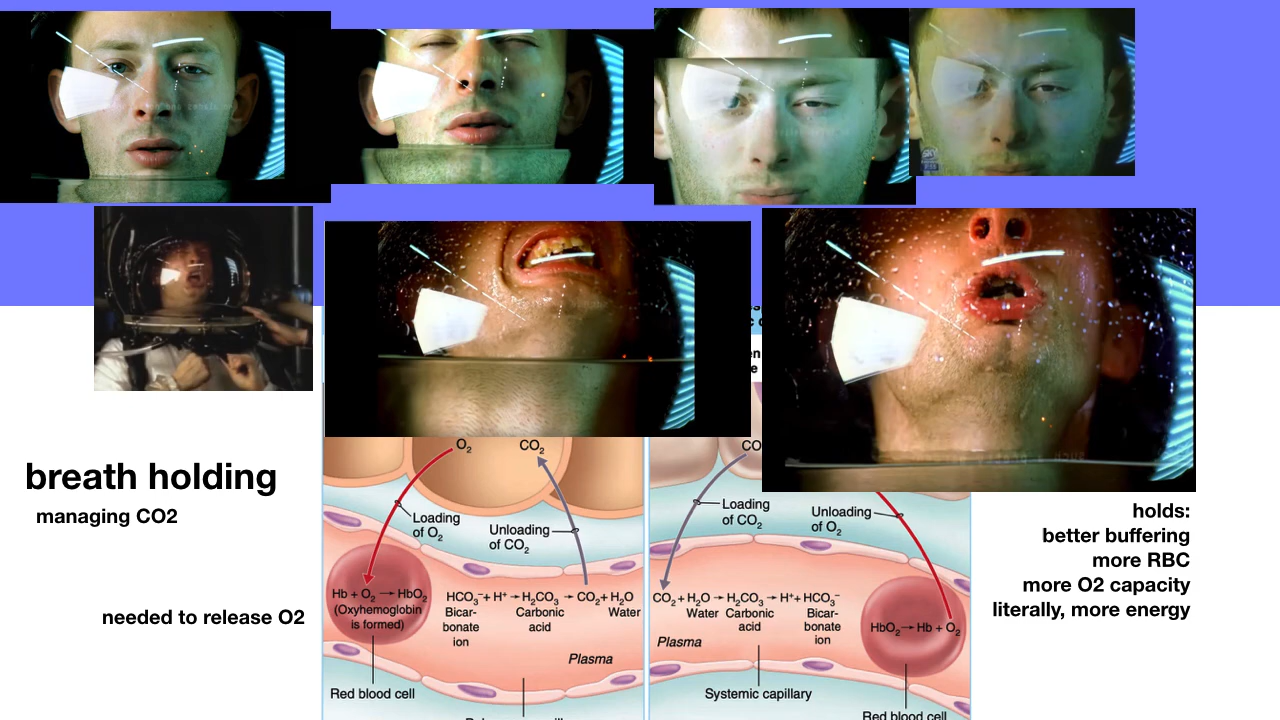 breath holding
managing CO2
needed to release O2
O₂
CO₂
Loading
of O₂
Unloading
of CO₂
Hb + O₂ → HbO₂
(Oxyhemoglobin
is formed)
HCO₃⁻ + H⁺ → H₂CO₃ → CO₂ + H₂O
Bicar-
bonate
ion
Carbonic
acid
Water
Plasma
Red blood cell
Loading
of CO₂
Unloading
of O₂
CO₂ + H₂O → H₂CO₃ → H⁺ + HCO₃⁻
Water
Carbonic
acid
Bicar-
bonate
ion
HbO₂ → Hb + O₂
Plasma
Systemic capillary
Red blood cell
holds:
better buffering
more RBC
more O2 capacity
literally, more energy